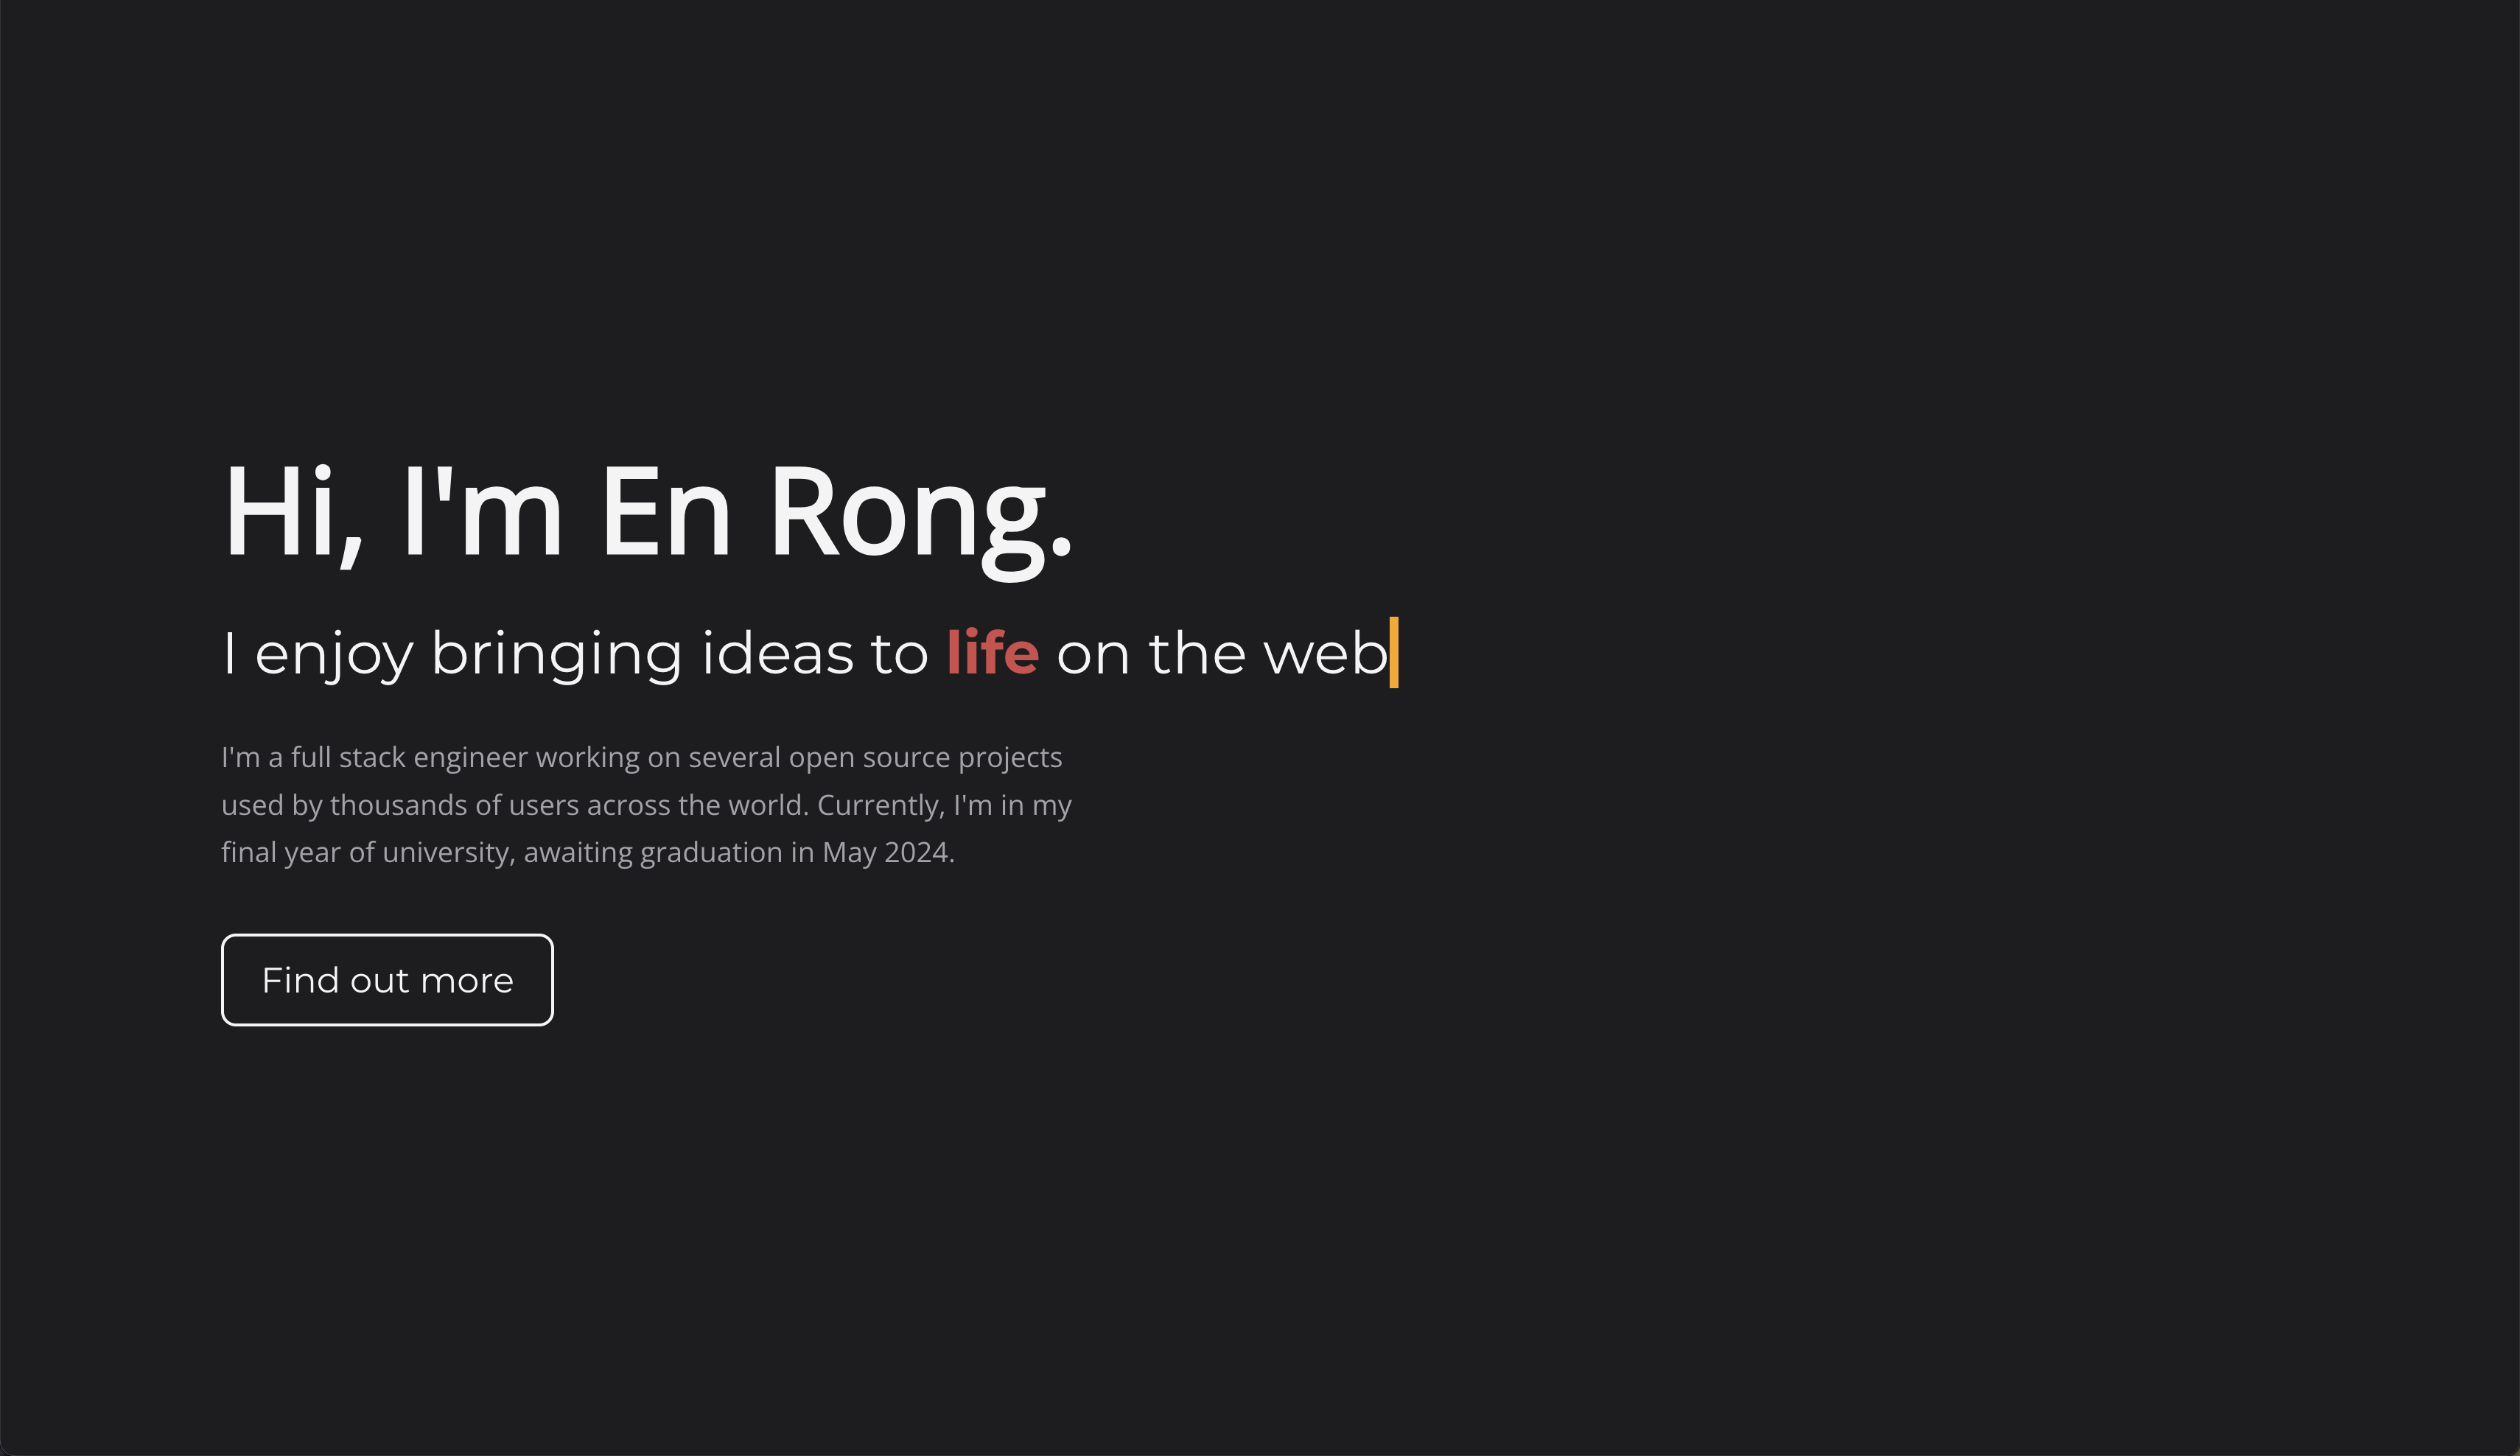 Hi, I'm En Rong.
I enjoy bringing ideas to life on the web
I'm a full stack engineer working on several open source projects
used by thousands of users across the world. Currently, I'm in my
final year of university, awaiting graduation in May 2024.
Find out more